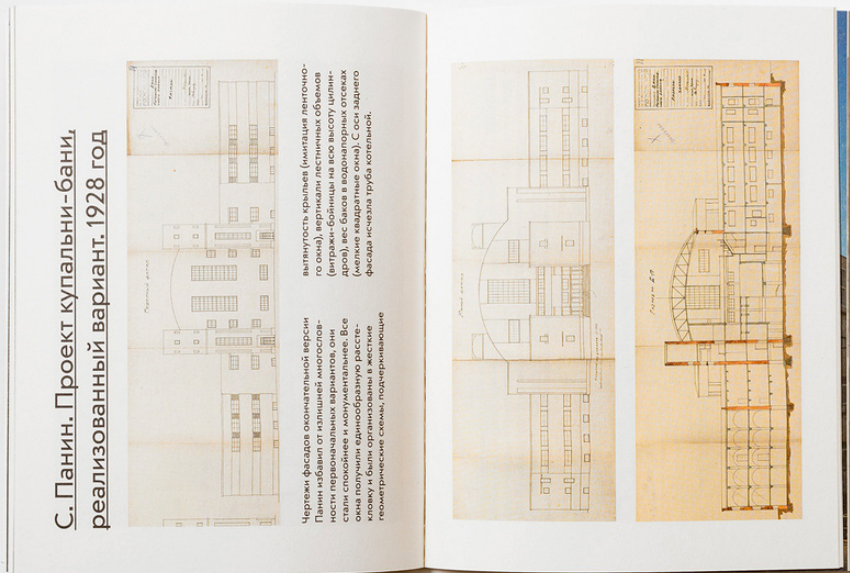 С. Панин. Проект купальни-бани,
реализованный вариант. 1928 год
Чертежи фасадов окончательной версии
Панин избавил от излишней многослов-
ности первоначальных вариантов, они
стали спокойнее и монументальнее. Все
окна получили единообразную расстe-
кловку и были организованы в жесткие
геометрические схемы, подчеркивающие
вытянутость крыльев (имитация ленточно-
го окна), вертикали лестничных объемов
(витражи-бойницы на всю высоту цилин-
дров), вес баков в водонапорных отсеках
(мелкие квадратные окна). С оси заднего
фасада исчезла труба котельной.